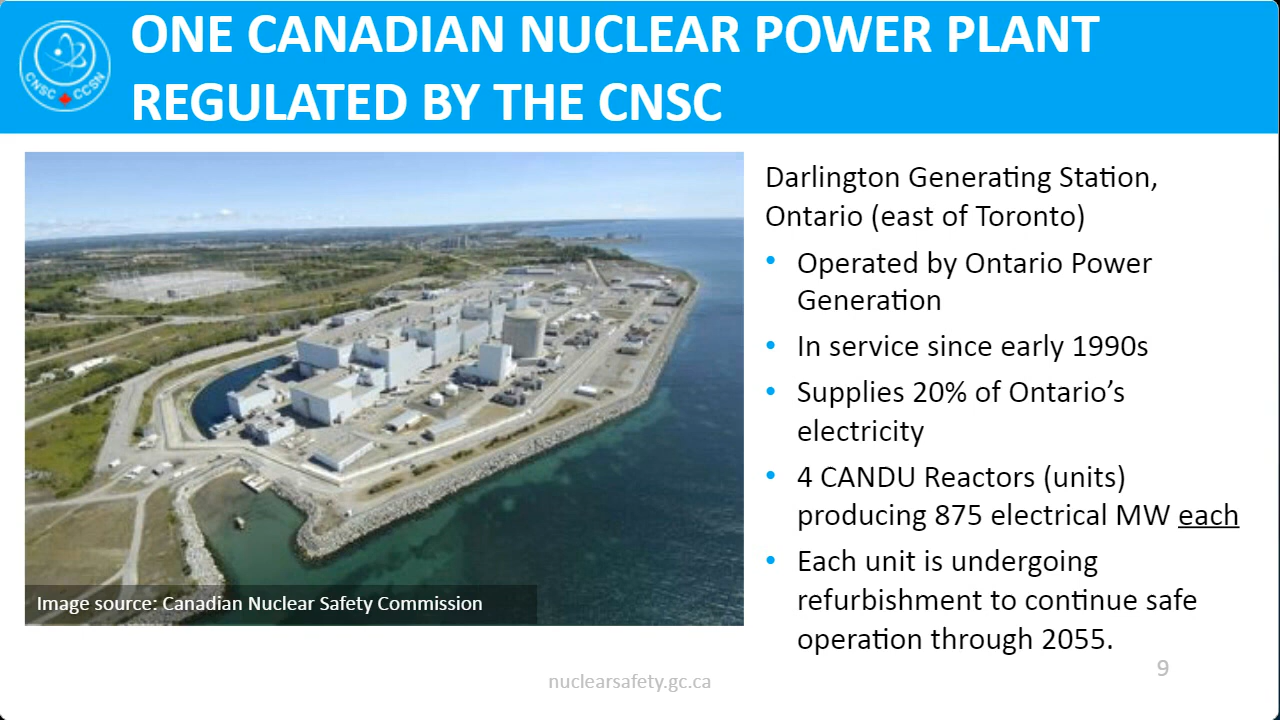 ONE CANADIAN NUCLEAR POWER PLANT
REGULATED BY THE CNSC
CNSC CCSN
Darlington Generating Station,
Ontario (east of Toronto)
• Operated by Ontario Power
Generation
• In service since early 1990s
• Supplies 20% of Ontario’s
electricity
• 4 CANDU Reactors (units)
producing 875 electrical MW each
• Each unit is undergoing
refurbishment to continue safe
operation through 2055.
Image source: Canadian Nuclear Safety Commission
nuclearsafety.gc.ca
9